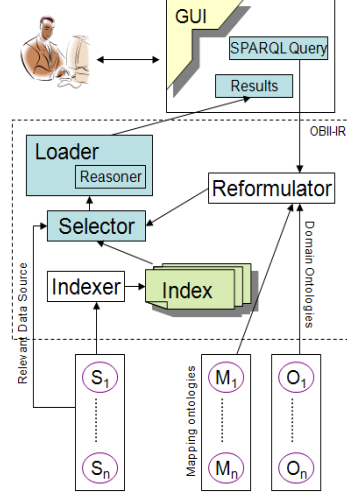 GUI
SPARQL Query
Results
OBII-IR
Loader
Reasoner
Reformulator
Selector
Indexer
Index
Relevant Data Source
Domain Ontologies
Mapping ontologies
S1
Sn
M1
Mn
O1
On